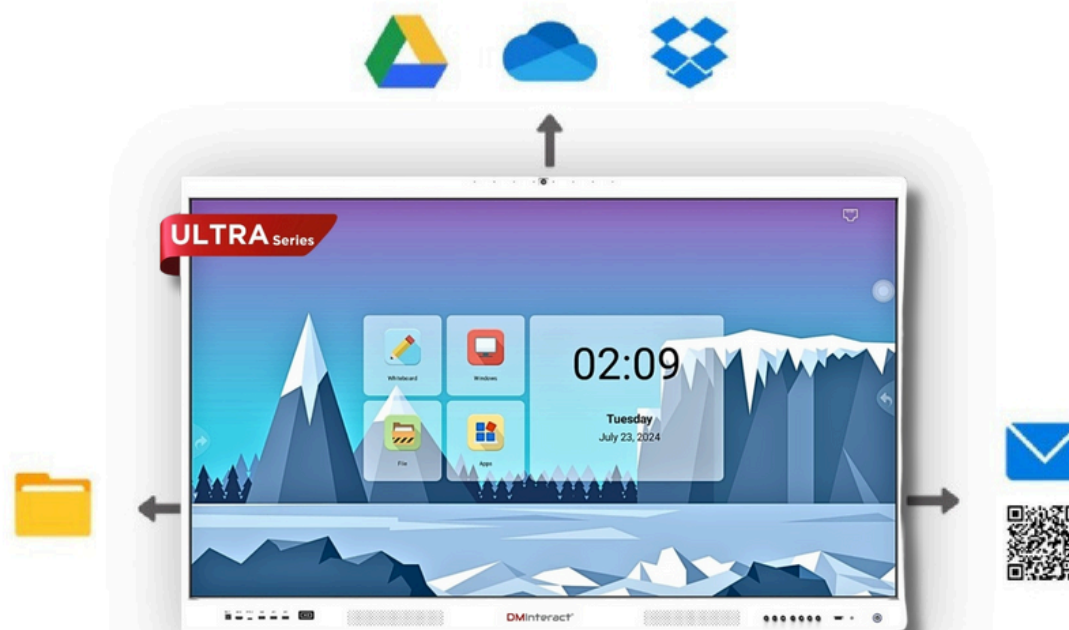 ULTRA Series
Whiteboard
Windows
02:09
Tuesday
July 23, 2024
File
Apps
DMInteract